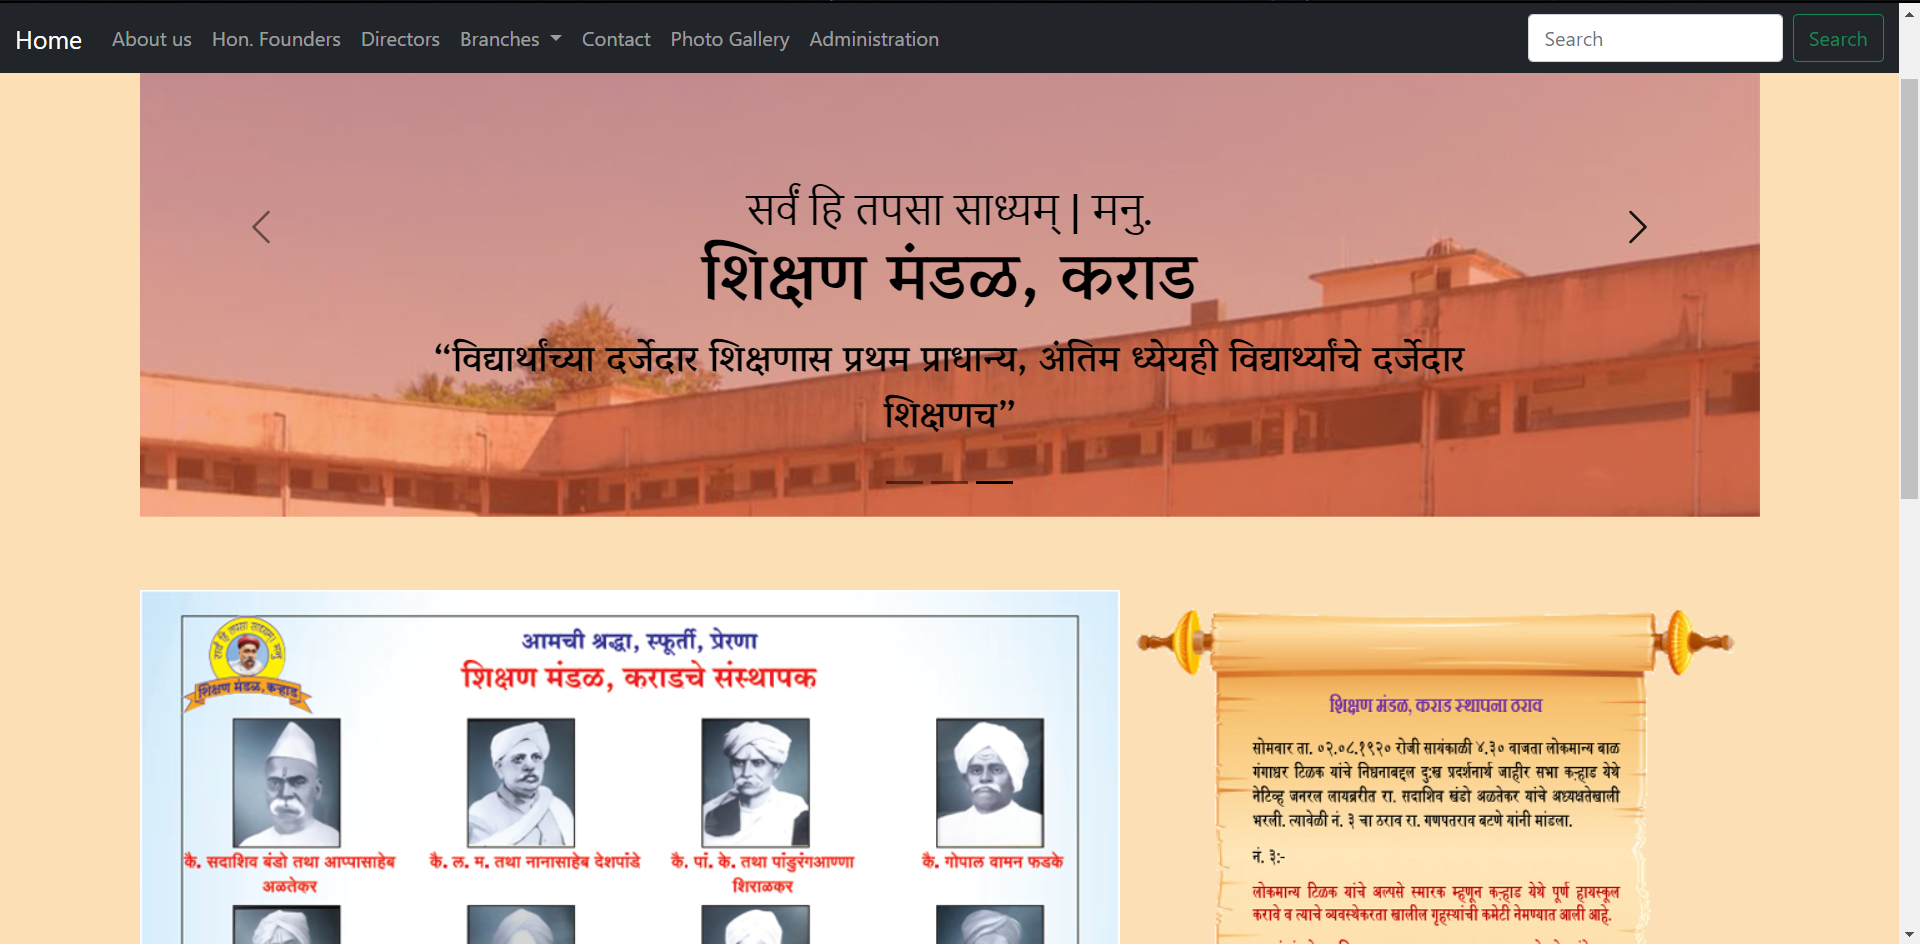 Home About us Hon. Founders Directors Branches Contact Photo Gallery Administration Search Search
सर्वं हि तपसा साध्यम् | मनु.
शिक्षण मंडळ, कराड
“विद्यार्थांच्या दर्जेदार शिक्षणास प्रथम प्राधान्य, अंतिम ध्येयही विद्यार्थ्यांचे दर्जेदार
शिक्षणच”
शिक्षण मंडळ, कऱ्हाड
आमची श्रद्धा, स्फूर्ती, प्रेरणा
शिक्षण मंडळ, कराडचे संस्थापक
कै. सदाशिव बंडो तथा आप्पासाहेब
अळतेकर
कै. ल. म. तथा नानासाहेब देशपांडे
कै. पां. के. तथा पांडुरंगआण्णा
शिराळकर
कै. गोपाल वामन फडके
शिक्षण मंडळ, कराड स्थापना ठराव
सोमवार ता. ०२.०८.१९२० रोजी सायंकाळी ४.३० वाजता लोकमान्य बाळ
गंगाधर टिळक यांचे निधनाबद्दल दुःख प्रदर्शनार्थ जाहीर सभा कऱ्हाड येथे
नेटिव्ह जनरल लायब्ररीत रा. सदाशिव खंडो अळतेकर यांचे अध्यक्षतेखाली
भरली. त्यावेळी नं. ३ चा ठराव रा. गणपतराव बटणे यांनी मांडला.
नं. ३:-
लोकमान्य टिळक यांचे अल्पसे स्मारक म्हणून कऱ्हाड येथे पूर्ण हायस्कूल
करावे व त्याचे व्यवस्थेकरता खालील गृहस्थांची कमेटी नेमण्यात आली आहे.